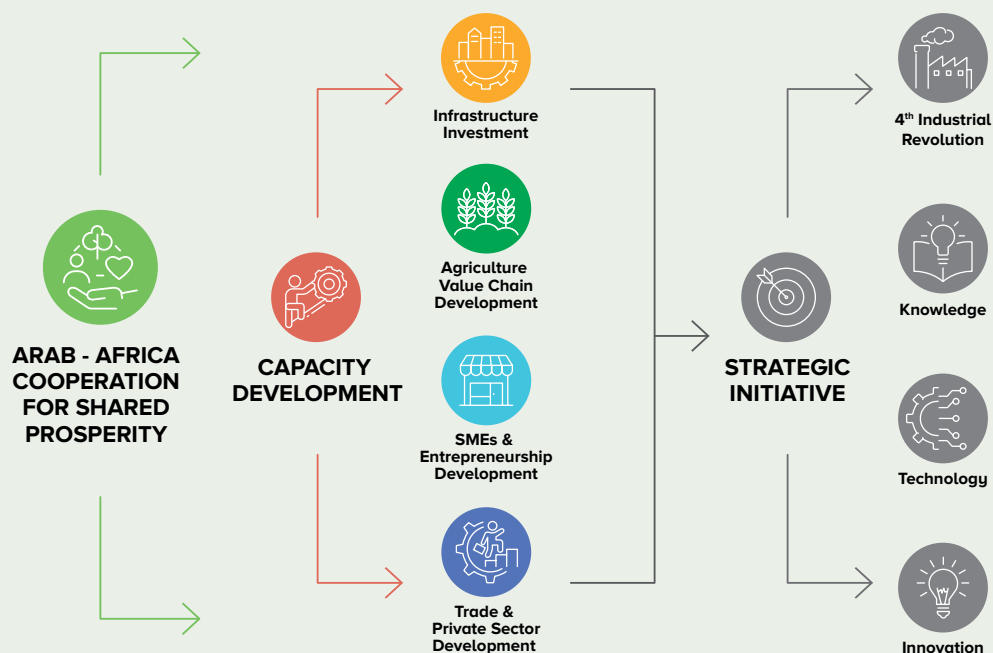 ARAB - AFRICA
COOPERATION
FOR SHARED
PROSPERITY
CAPACITY
DEVELOPMENT
Infrastructure
Investment
Agriculture
Value Chain
Development
SMEs &
Entrepreneurship
Development
Trade &
Private Sector
Development
STRATEGIC
INITIATIVE
4th Industrial
Revolution
Knowledge
Technology
Innovation